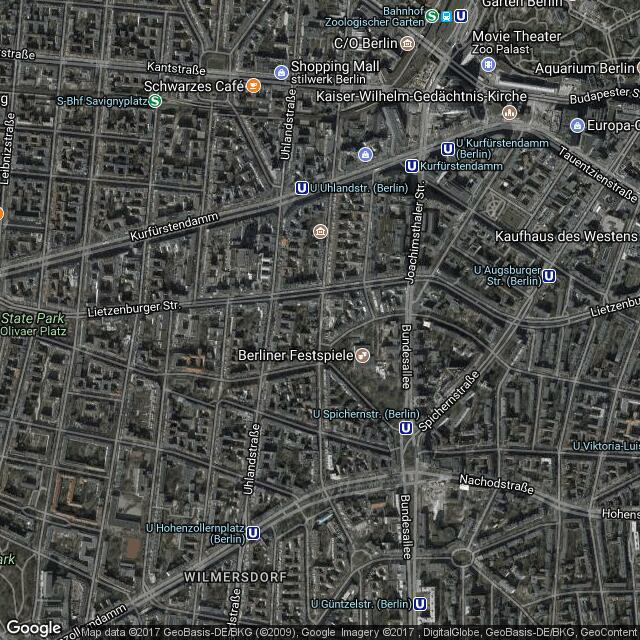 Garten Berlin
Bahnhof
Zoologischer Garten
C/O Berlin
Movie Theater
Zoo Palast
Kantstraße
Shopping Mall
stilwerk Berlin
Aquarium Berlin
Schwarzes Café
Kaiser-Wilhelm-Gedächtnis-Kirche
Budapester
S-Bhf Savignyplatz
Leibnizstraße
Uhlandstraße
Europa-C
U Kurfürstendamm
(Berlin)
Kurfürstendamm
Tauentzienstraße
U Uhlandstr. (Berlin)
Joachimsthaler Str.
Kurfürstendamm
Kaufhaus des Westens
U Augsburger
Str. (Berlin)
Lietzenburger Str.
Lietzenbu
State Park
Olivaer Platz
Berliner Festspiele
Bundesallee
Spichernstraße
U Spichernstr. (Berlin)
Uhlandstraße
U Viktoria-Luis
Nachodstraße
Bundesallee
Hohens
U Hohenzollernplatz
(Berlin)
ark
WILMERSDORF
U Güntzelstr. (Berlin)
zollerndamm
lstraße
Google
Map data ©2017 GeoBasis-DE/BKG (©2009), Google Imagery ©2017 , DigitalGlobe, GeoBasis-DE/BKG, GeoContent,